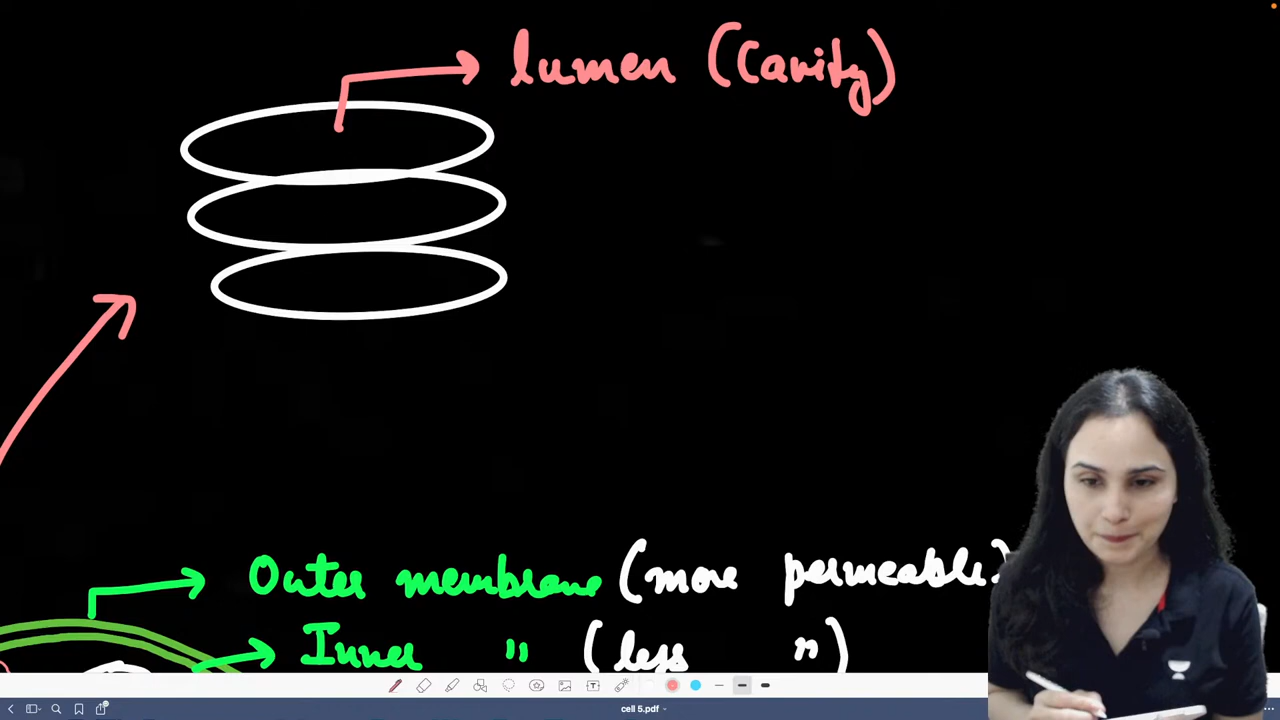 lumen (Cavity)
Outer membrane (more permeable)
Inner " (less ")
cell 5.pdf